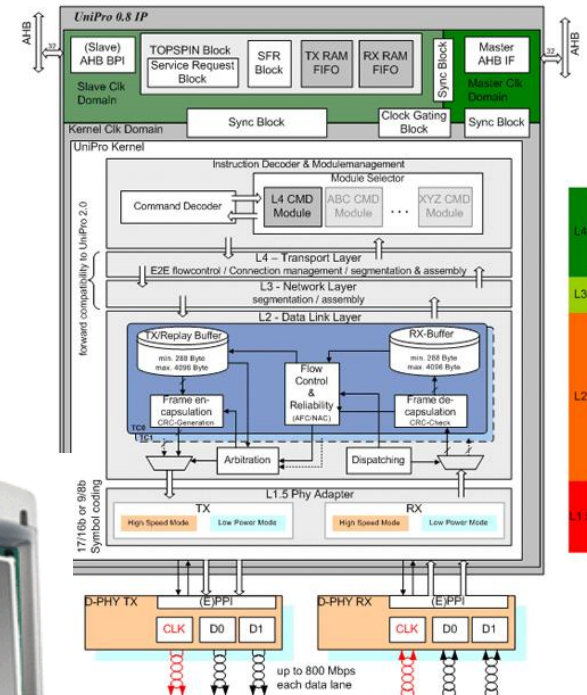 UniPro 0.8 IP
AHB
32
(Slave)
AHB BPI
Slave Clk
Domain
TOPSPIN Block
Service Request
Block
SFR
Block
TX RAM
FIFO
RX RAM
FIFO
Sync Block
Master
AHB IF
Master Clk
Domain
32
AHB
Kernel Clk Domain
Sync Block
Clock Gating
Block
Sync Block
UniPro Kernel
Instruction Decoder & Modulemanagement
Module Selector
Command Decoder
L4 CMD
Module
ABC CMD
Module
...
XYZ CMD
Module
forward compatibility to UniPro 2.0
L4 – Transport Layer
E2E flowcontrol / Connection management / segmentation & assembly
L3 - Network Layer
segmentation / assembly
L2 - Data Link Layer
TX/Replay Buffer
min. 288 Byte
max. 4096 Byte
RX-Buffer
min. 288 Byte
max. 4096 Byte
Flow
Control
&
Reliability
(AFC/NAC)
Frame en-
capsulation
CRC-Generation
Frame de-
capsulation
CRC-Check
TC0
TC1
Arbitration
Dispatching
17/16b or 9/8b
Symbol coding
L1.5 Phy Adapter
TX
High Speed Mode
Low Power Mode
RX
High Speed Mode
Low Power Mode
D-PHY TX
(E)PPI
CLK
D0
D1
D-PHY RX
(E)PPI
CLK
D0
D1
up to 800 Mbps
each data lane
L4
L3
L2